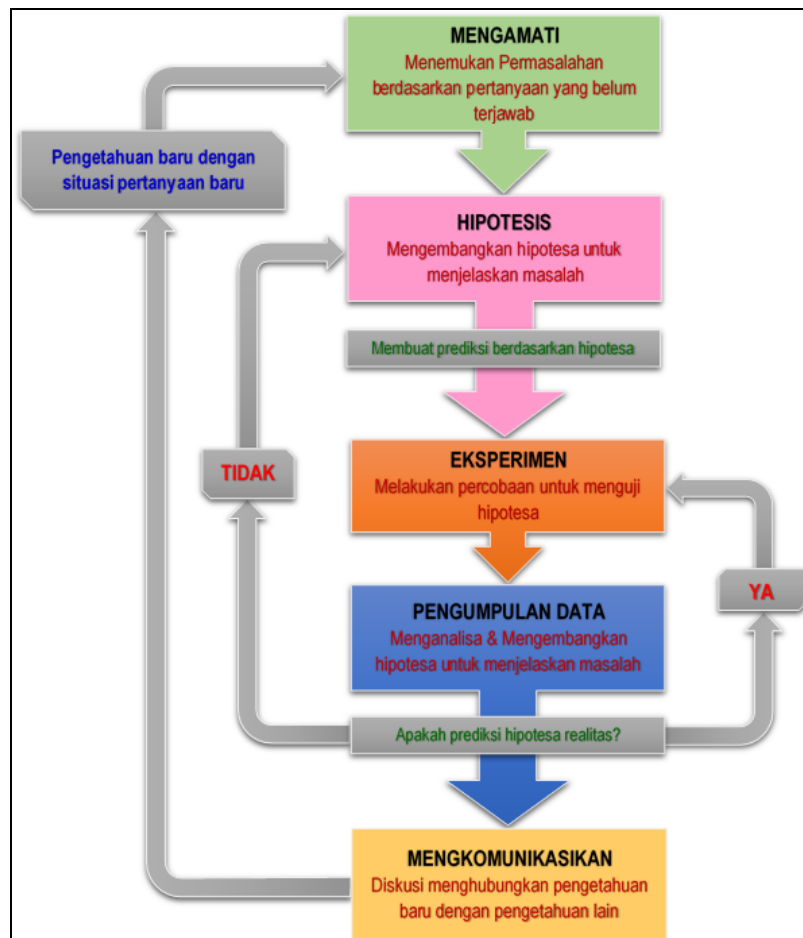 MENGAMATI
Menemukan Permasalahan
berdasarkan pertanyaan yang belum
terjawab
Pengetahuan baru dengan
situasi pertanyaan baru
HIPOTESIS
Mengembangkan hipotesa untuk
menjelaskan masalah
Membuat prediksi berdasarkan hipotesa
TIDAK
EKSPERIMEN
Melakukan percobaan untuk menguji
hipotesa
YA
PENGUMPULAN DATA
Menganalisa & Mengembangkan
hipotesa untuk menjelaskan masalah
Apakah prediksi hipotesa realitas?
MENGKOMUNIKASIKAN
Diskusi menghubungkan pengetahuan
baru dengan pengetahuan lain